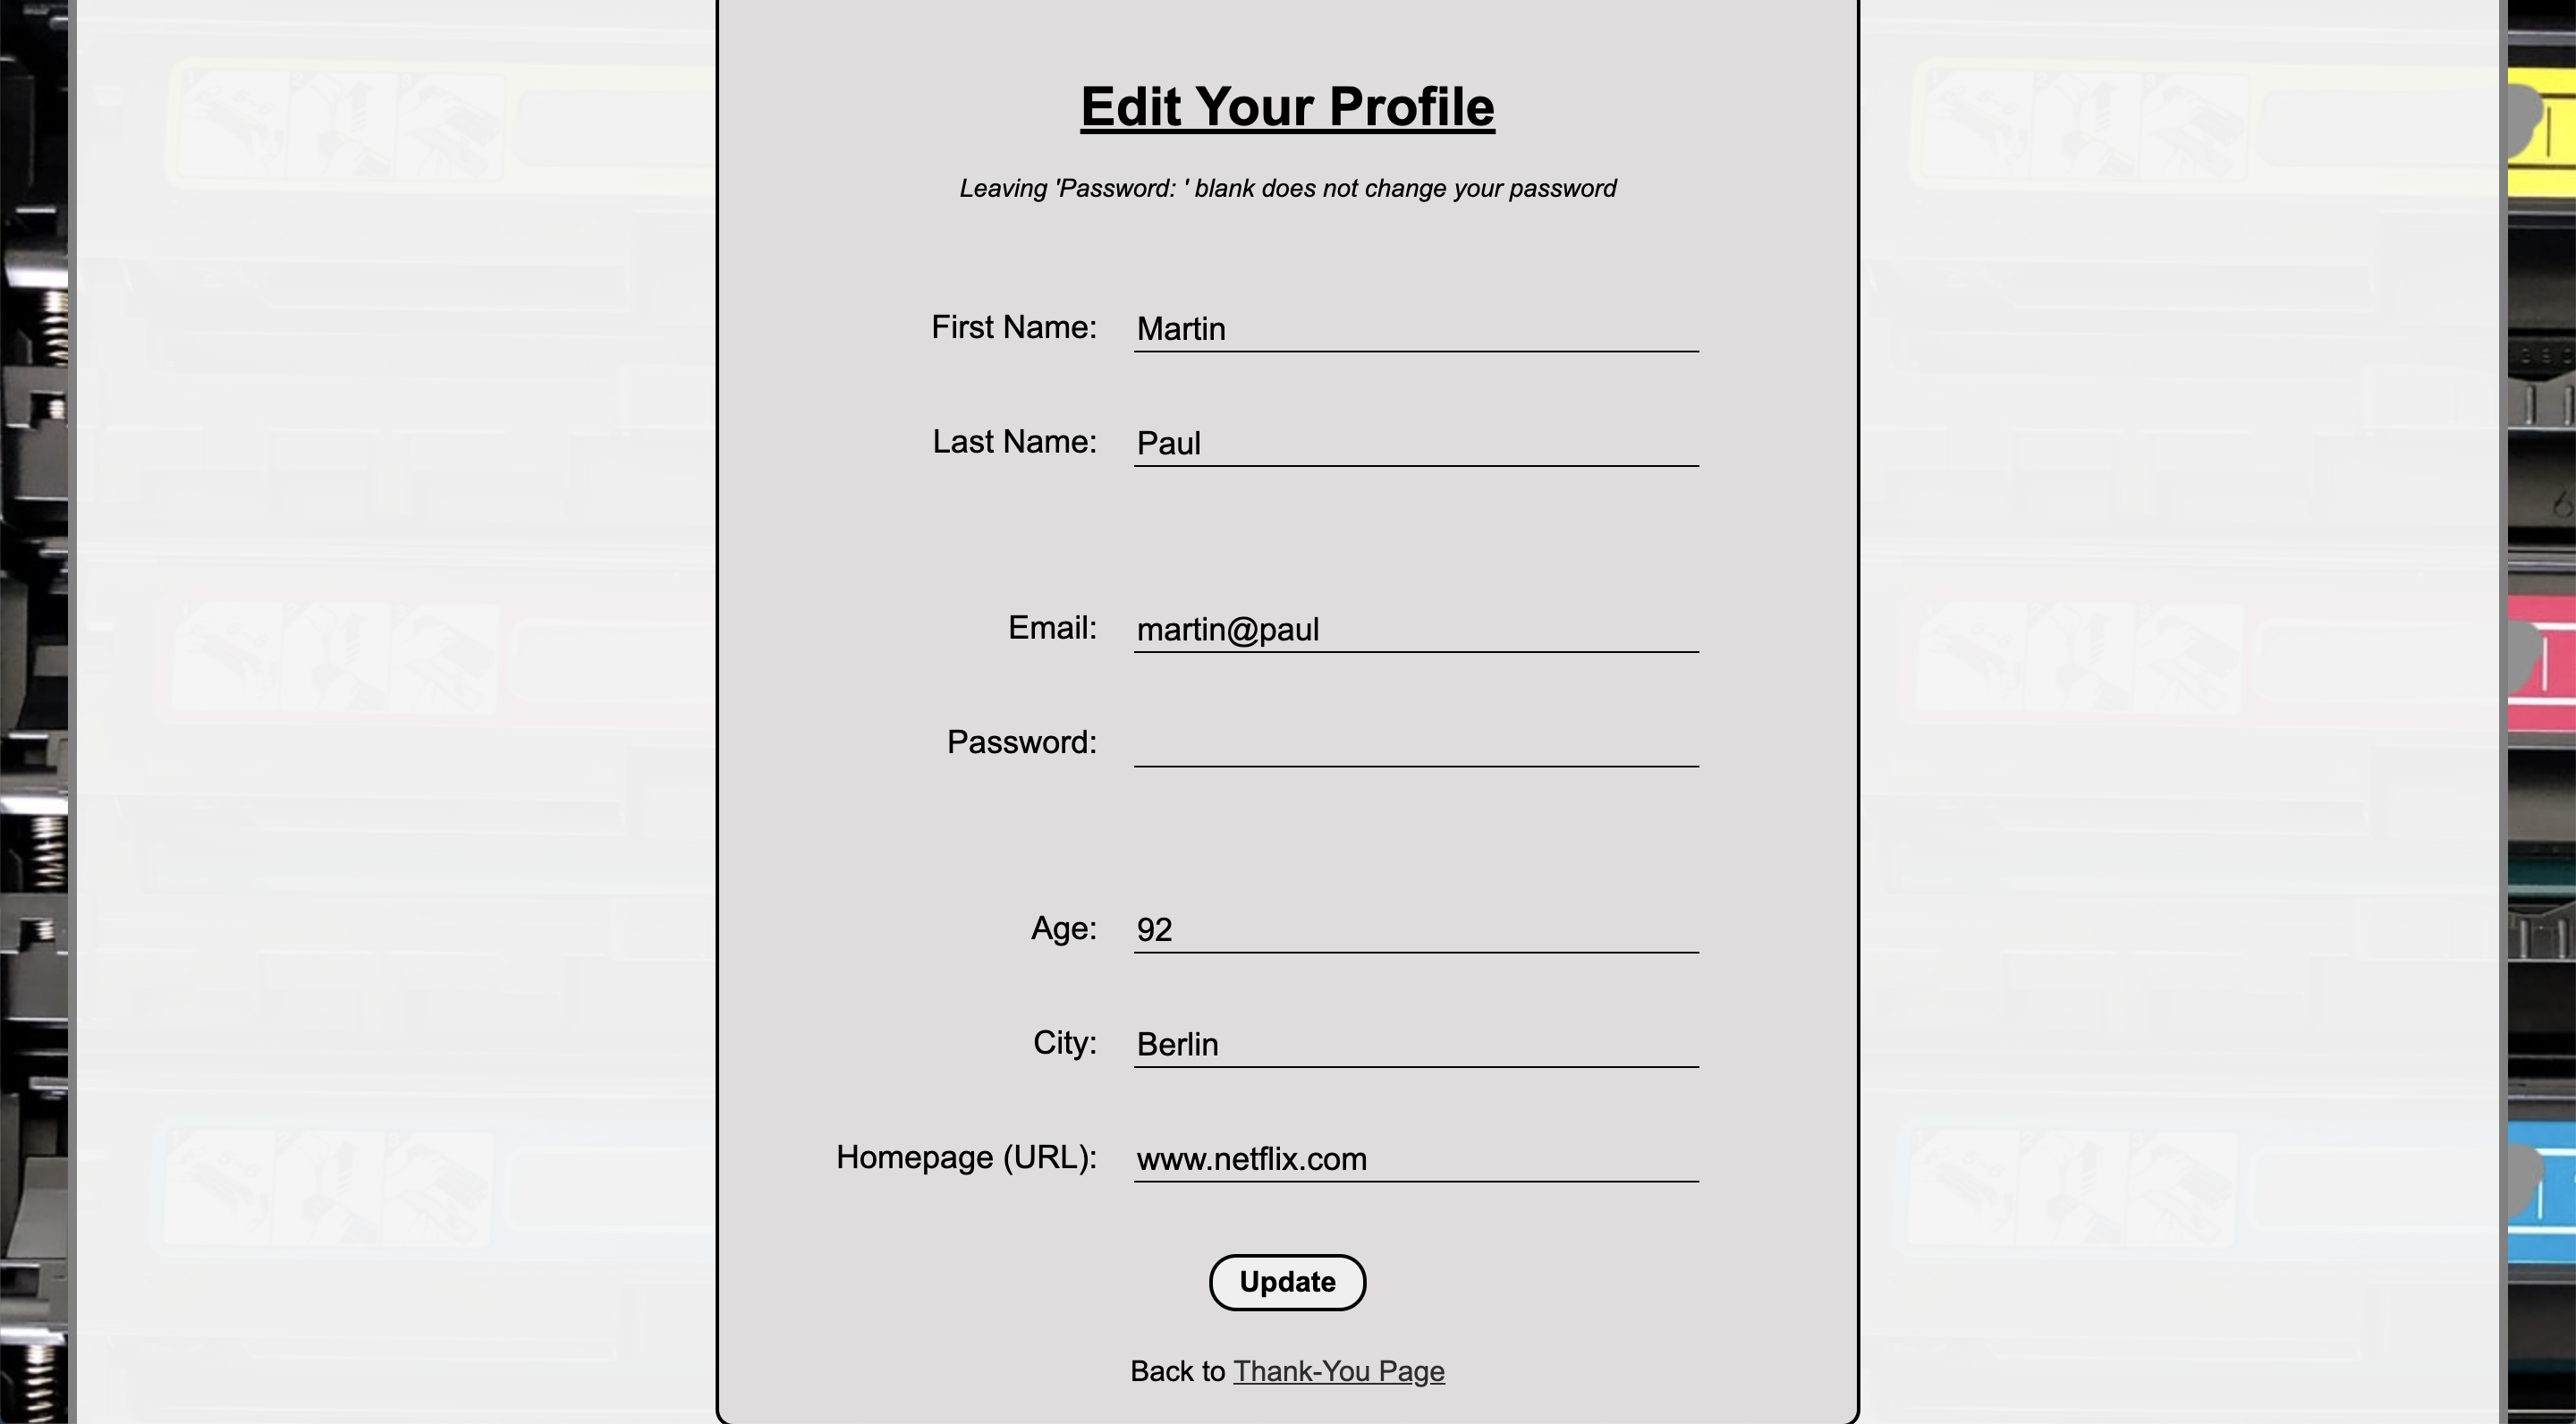 Edit Your Profile
Leaving 'Password: ' blank does not change your password
First Name: Martin
Last Name: Paul
Email: martin@paul
Password:
Age: 92
City: Berlin
Homepage (URL): www.netflix.com
Update
Back to Thank-You Page